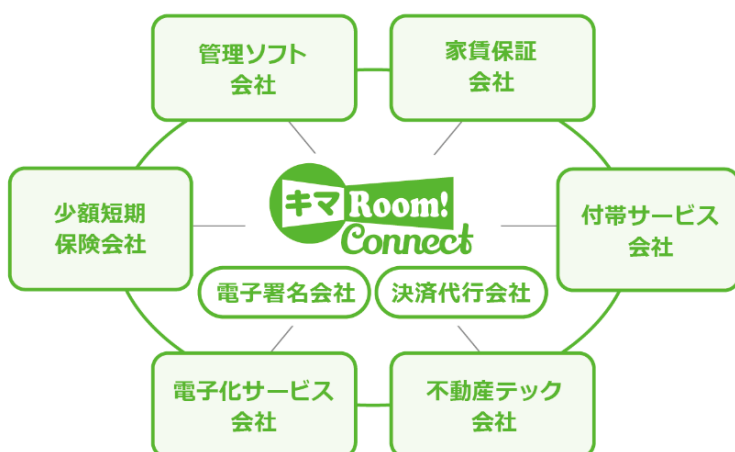 管理ソフト
会社
家賃保証
会社
少額短期
保険会社
キマRoom!
Connect
付帯サービス
会社
電子署名会社
決済代行会社
電子化サービス
会社
不動産テック
会社